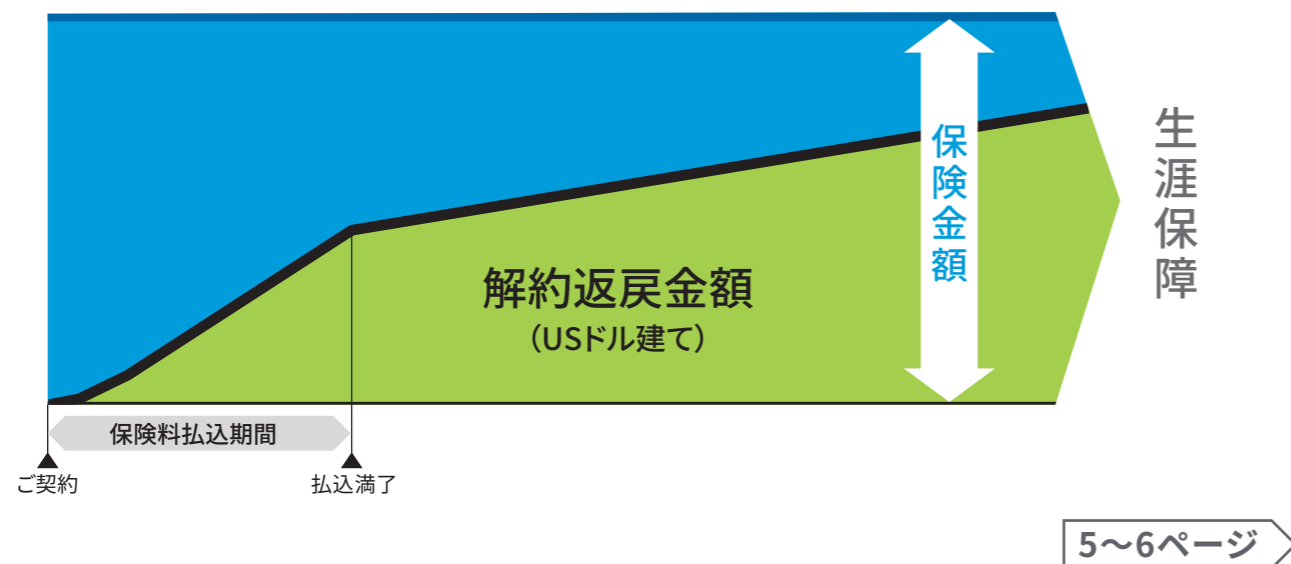 保険金額
生涯保障
解約返戻金額
（USドル建て）
保険料払込期間
ご契約
払込満了
5〜6ページ